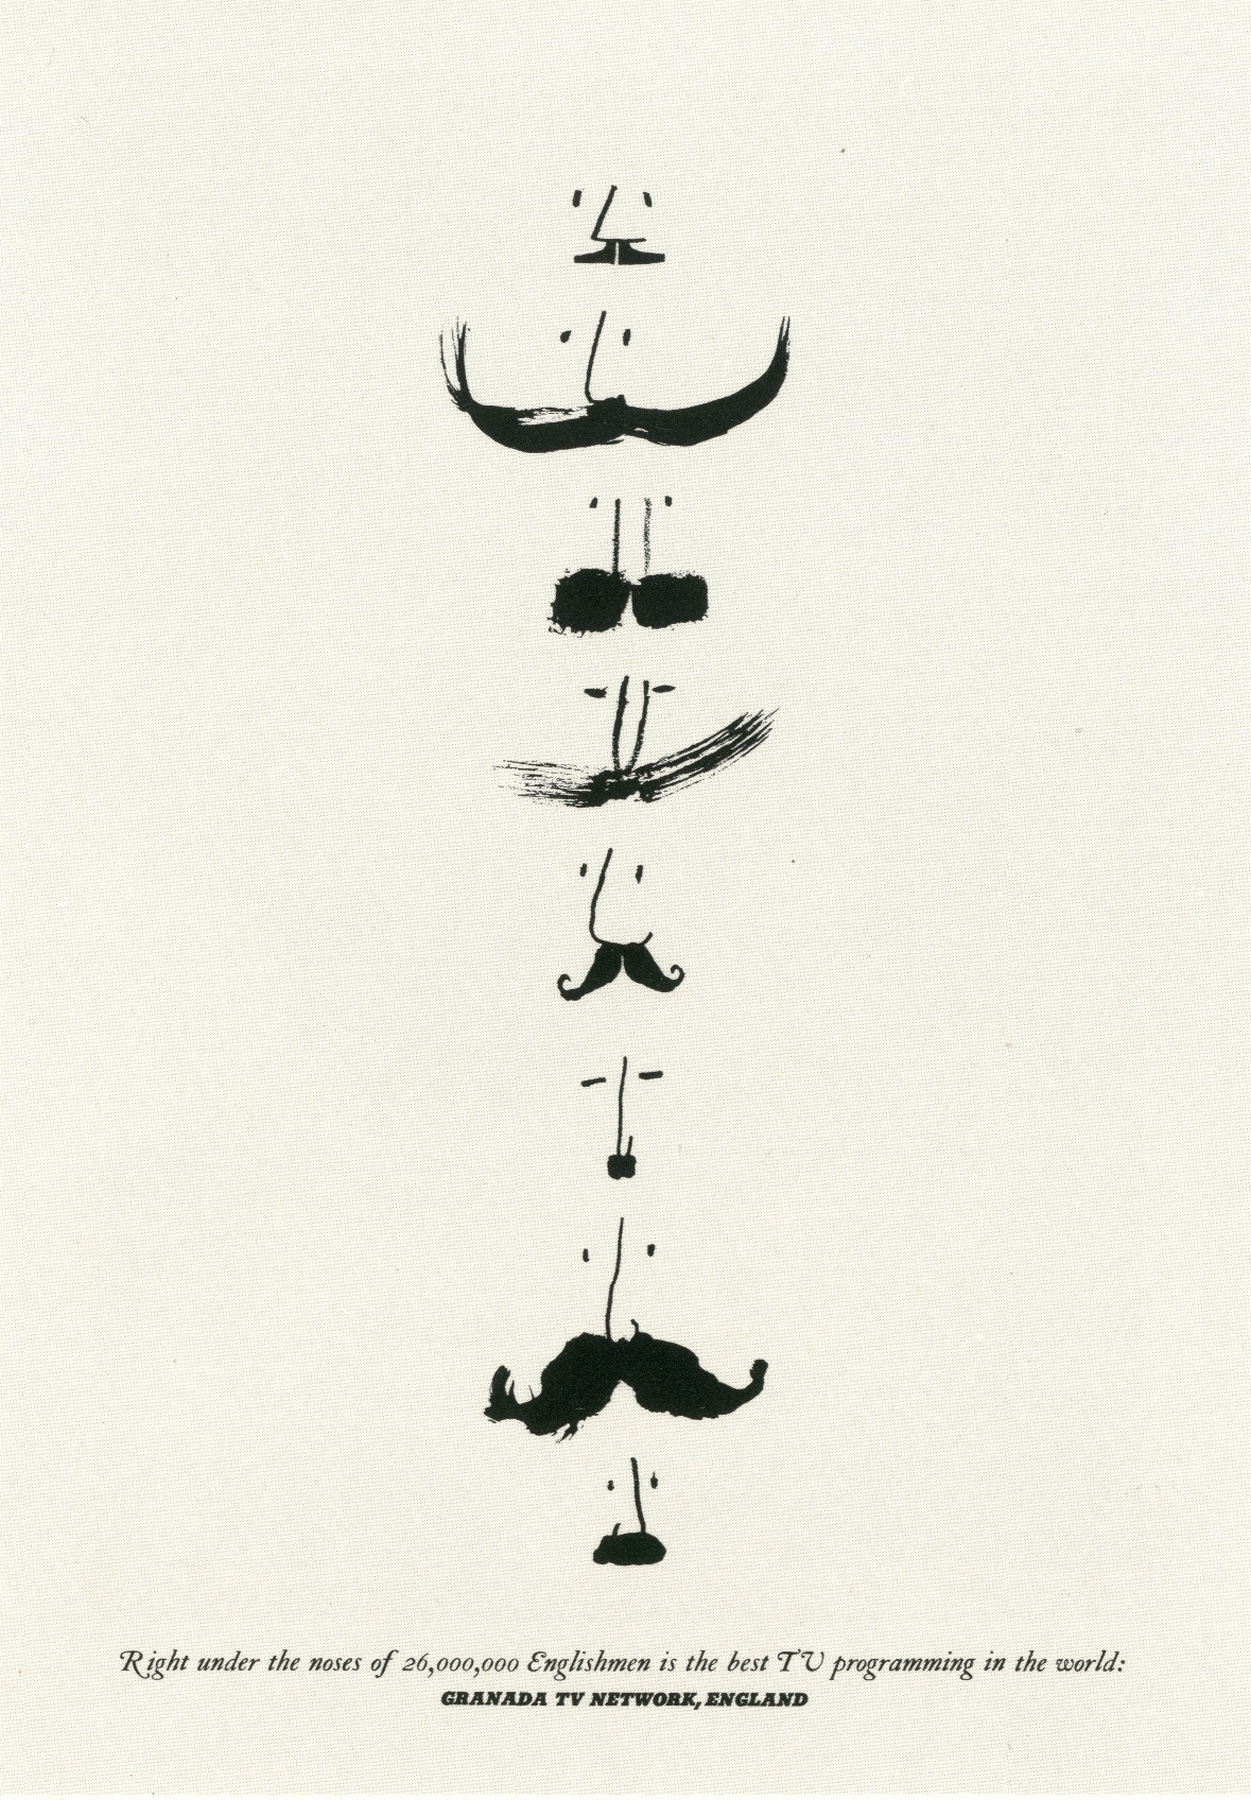 Right under the noses of 26,000,000 Englishmen is the best TV programming in the world:
GRANADA TV NETWORK, ENGLAND